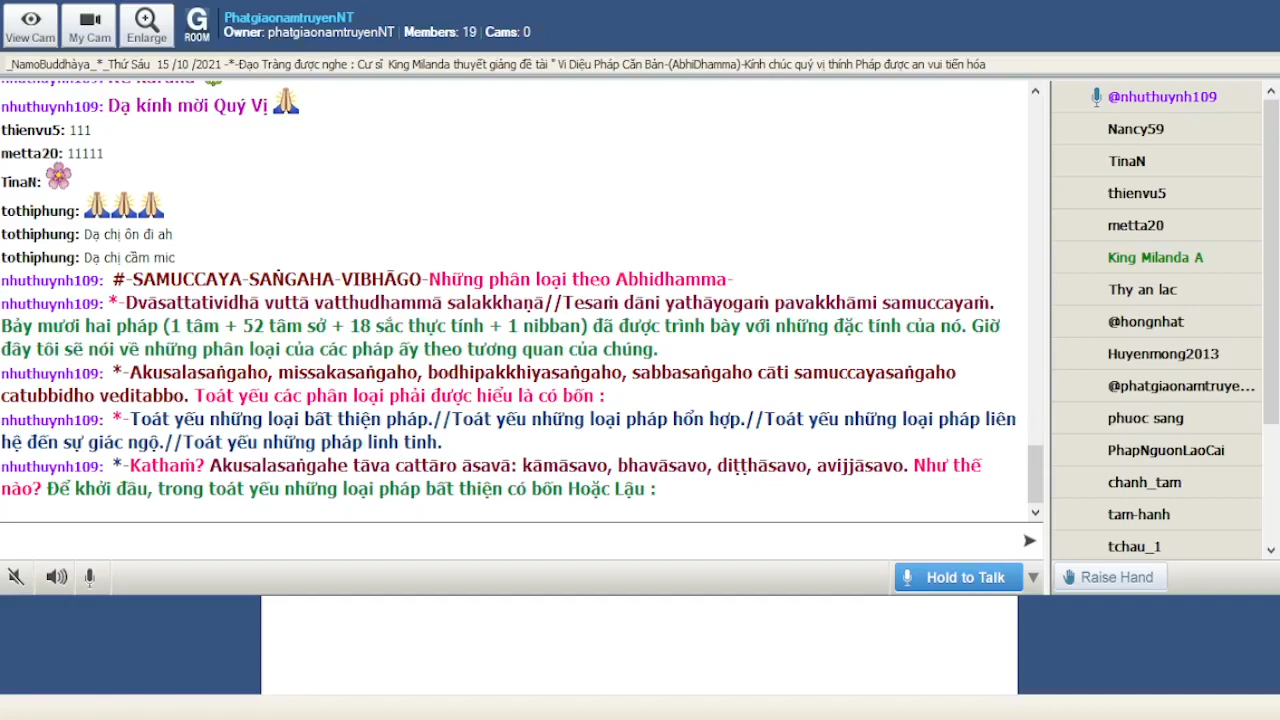 View Cam
My Cam
Enlarge
G ROOM
PhatgiaonamtruyenNT
Owner: phatgiaonamtruyenNT | Members: 19 | Cams: 0
_NamoBuddhàya_*_Thứ Sáu 15 /10 /2021 -*-Đạo Tràng được nghe : Cư sĩ King Milanda thuyết giảng đề tài " Vi Diệu Pháp Căn Bản-(AbhiDhamma)-Kính chúc quý vị thính Pháp được an vui tiến hóa
nhuthuynh109: Dạ kính mời Quý Vị
thienvu5: 111
metta20: 11111
TinaN:
tothiphung:
tothiphung: Dạ chị ôn đi ah
tothiphung: Dạ chị cầm mic
nhuthuynh109: #-SAMUCCAYA-SAṄGAHA-VIBHĀGO-Những phân loại theo Abhidhamma-
nhuthuynh109: *-Dvāsattatividhā vuttā vatthudhammā salakkhaṇā//Tesaṁ dāni yathāyogaṁ pavakkhāmi samuccayaṁ.
Bảy mươi hai pháp (1 tâm + 52 tâm sở + 18 sắc thực tính + 1 nibban) đã được trình bày với những đặc tính của nó. Giờ
đây tôi sẽ nói về những phân loại của các pháp ấy theo tương quan của chúng.
nhuthuynh109: *-Akusalasaṅgaho, missakasaṅgaho, bodhipakkhiyasaṅgaho, sabbasaṅgaho cāti samuccayasaṅgaho
catubbidho veditabbo. Toát yếu các phân loại phải được hiểu là có bốn :
nhuthuynh109: *-Toát yếu những loại bất thiện pháp.//Toát yếu những loại pháp hổn hợp.//Toát yếu những loại pháp liên
hệ đến sự giác ngộ.//Toát yếu những pháp linh tinh.
nhuthuynh109: *-Kathaṁ? Akusalasaṅgahe tāva cattāro āsavā: kāmāsavo, bhavāsavo, diṭṭhāsavo, avijjāsavo. Như thế
nào? Để khởi đầu, trong toát yếu những loại pháp bất thiện có bốn Hoặc Lậu :
Hold to Talk
@nhuthuynh109
Nancy59
TinaN
thienvu5
metta20
King Milanda A
Thy an lac
@hongnhat
Huyenmong2013
@phatgiaonamtruye...
phuoc sang
PhapNguonLaoCai
chanh_tam
tam-hanh
tchau_1
Raise Hand